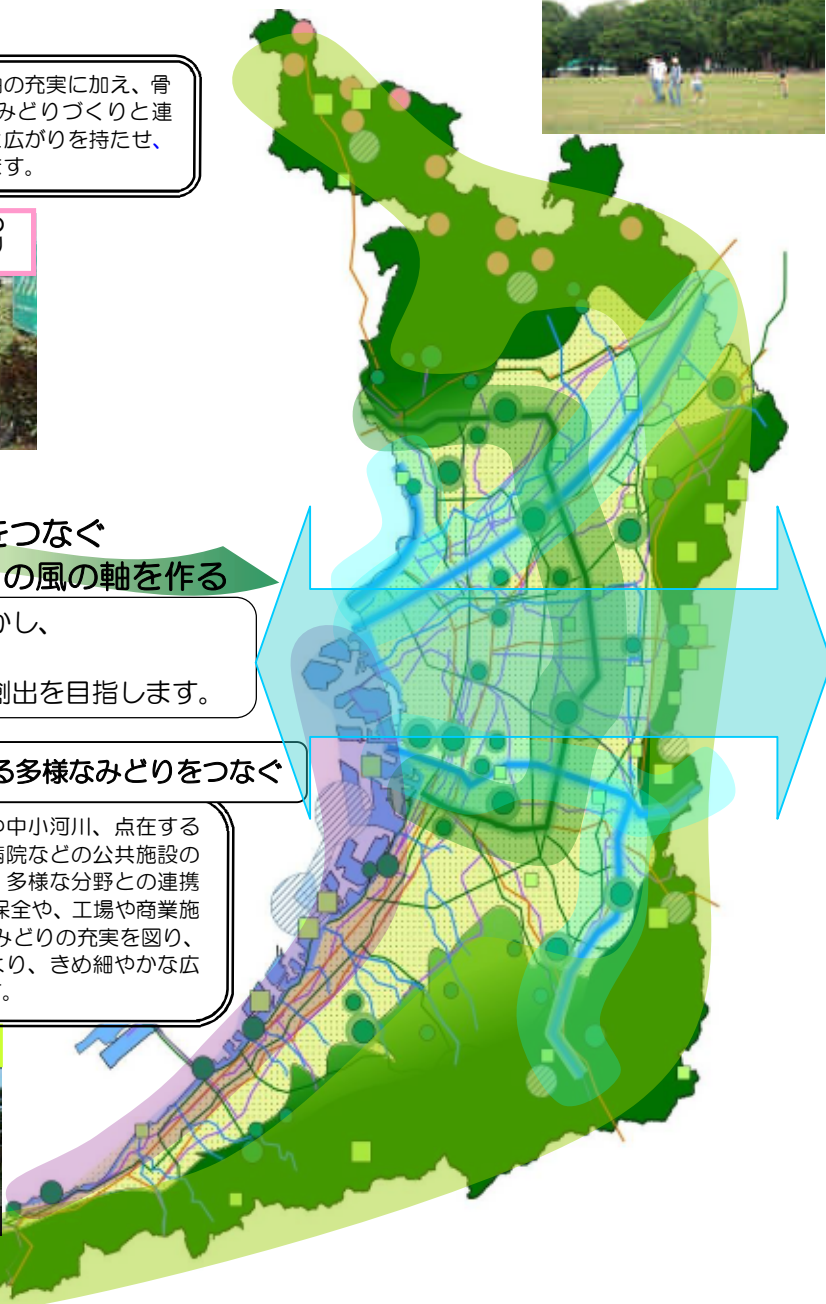 の充実に加え、骨
みどりづくりと連
広がりを持たせ、
ます。
をつなぐ
の風の軸を作る
かし、
創出を目指します。
る多様なみどりをつなぐ
や中小河川、点在する
病院などの公共施設の
多様な分野との連携
保全や、工場や商業施
みどりの充実を図り、
より、きめ細やかな広
す。